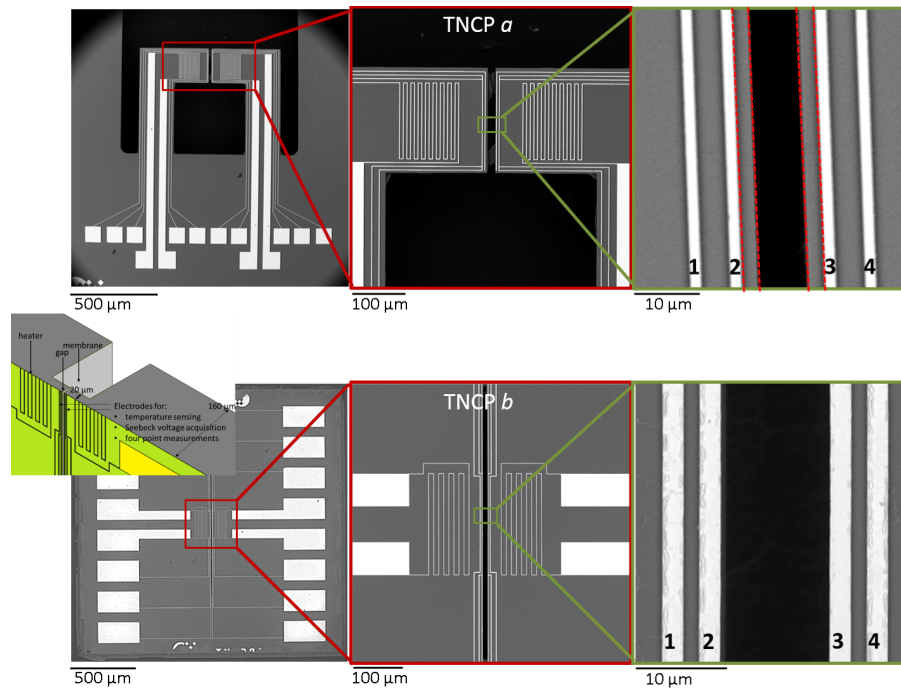 TNCP a
1 2 3 4
500 µm
100 µm
10 µm
heater
membrane
gap
20 µm
Electrodes for:
160 µm
• temperature sensing
• Seebeck voltage acquisition
• four point measurements
TNCP b
1 2 3 4
500 µm
100 µm
10 µm